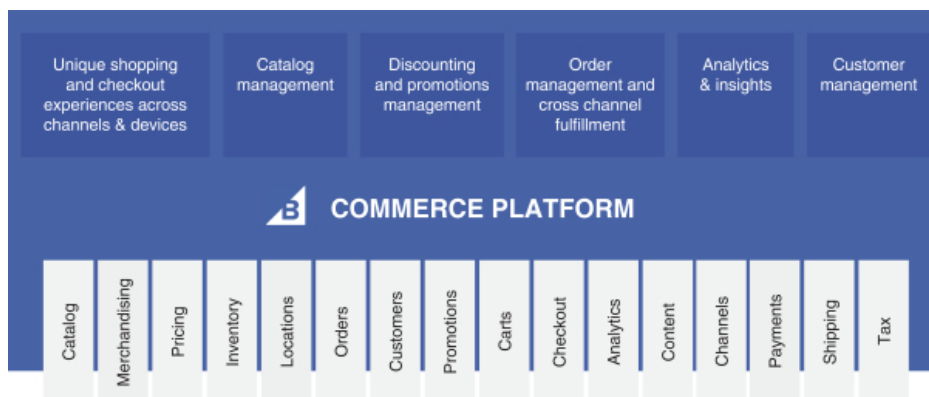 Unique shopping
and checkout
experiences across
channels & devices
Catalog
management
Discounting
and promotions
management
Order
management and
cross channel
fulfillment
Analytics
& insights
Customer
management
B COMMERCE PLATFORM
Catalog
Merchandising
Pricing
Inventory
Locations
Orders
Customers
Promotions
Carts
Checkout
Analytics
Content
Channels
Payments
Shipping
Tax